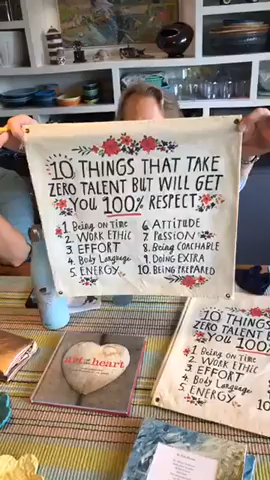 10 THINGS THAT TAKE
ZERO TALENT BUT WILL GET
YOU 100% RESPECT
1. Being on Time
2. WORK ETHIC
3. EFFORT
4. Body Language
5. ENERGY
6. ATTITUDE
7. PASSION
8. Being COACHABLE
9. DOING EXTRA
10. Being PREPARED
10 THINGS
ZERO TALENT
YOU 100%
1. Being on Time
2. WORK ETHIC
3. EFFORT
4. Body Language
5. ENERGY
art heart